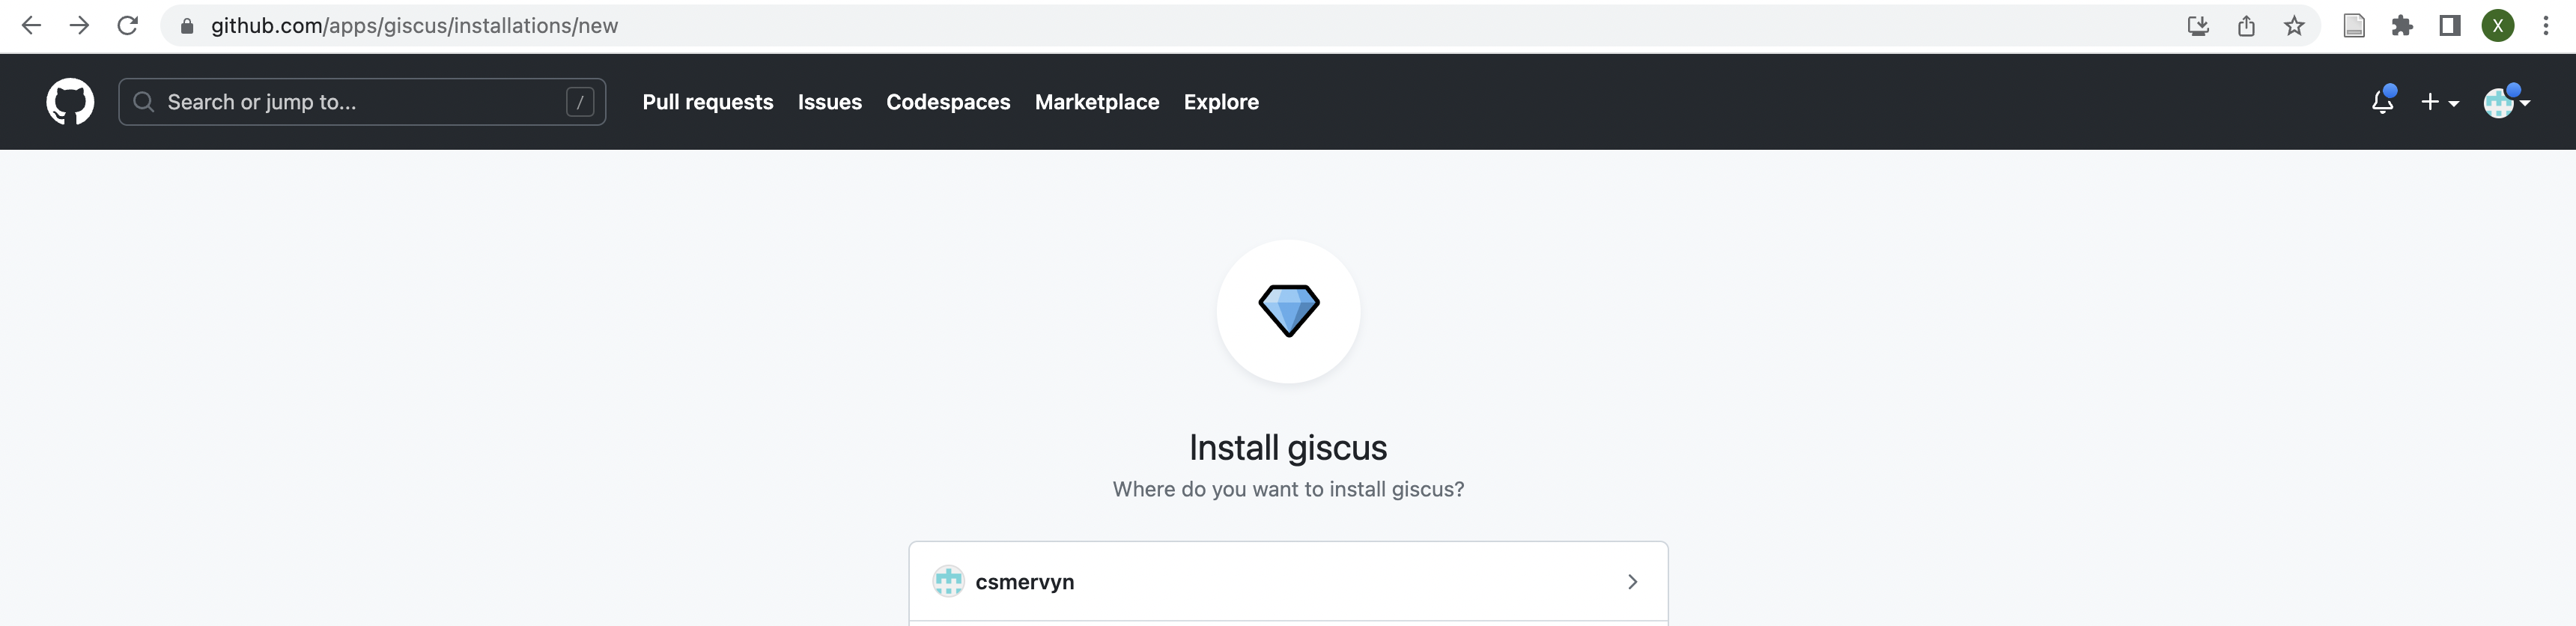 github.com/apps/giscus/installations/new
X
Search or jump to...
/
Pull requests Issues Codespaces Marketplace Explore
Install giscus
Where do you want to install giscus?
csmervyn